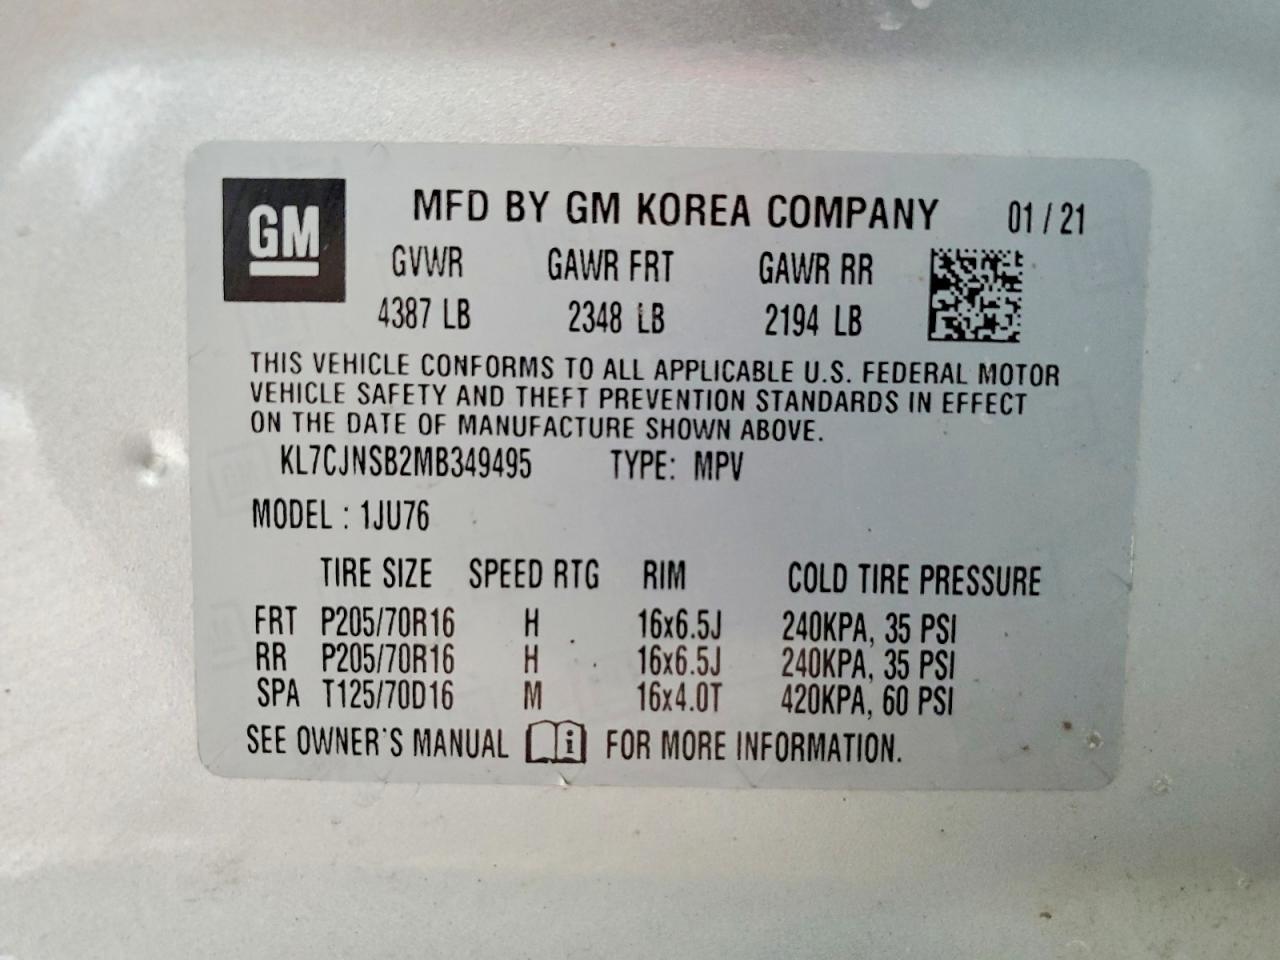 GM
MFD BY GM KOREA COMPANY 01 / 21
GVWR GAWR FRT GAWR RR
4387 LB 2348 LB 2194 LB
THIS VEHICLE CONFORMS TO ALL APPLICABLE U.S. FEDERAL MOTOR
VEHICLE SAFETY AND THEFT PREVENTION STANDARDS IN EFFECT
ON THE DATE OF MANUFACTURE SHOWN ABOVE.
KL7CJNSB2MB349495 TYPE: MPV
MODEL : 1JU76
TIRE SIZE SPEED RTG RIM COLD TIRE PRESSURE
FRT P205/70R16 H 16x6.5J 240KPA, 35 PSI
RR P205/70R16 H 16x6.5J 240KPA, 35 PSI
SPA T125/70D16 M 16x4.0T 420KPA, 60 PSI
SEE OWNER'S MANUAL i FOR MORE INFORMATION.